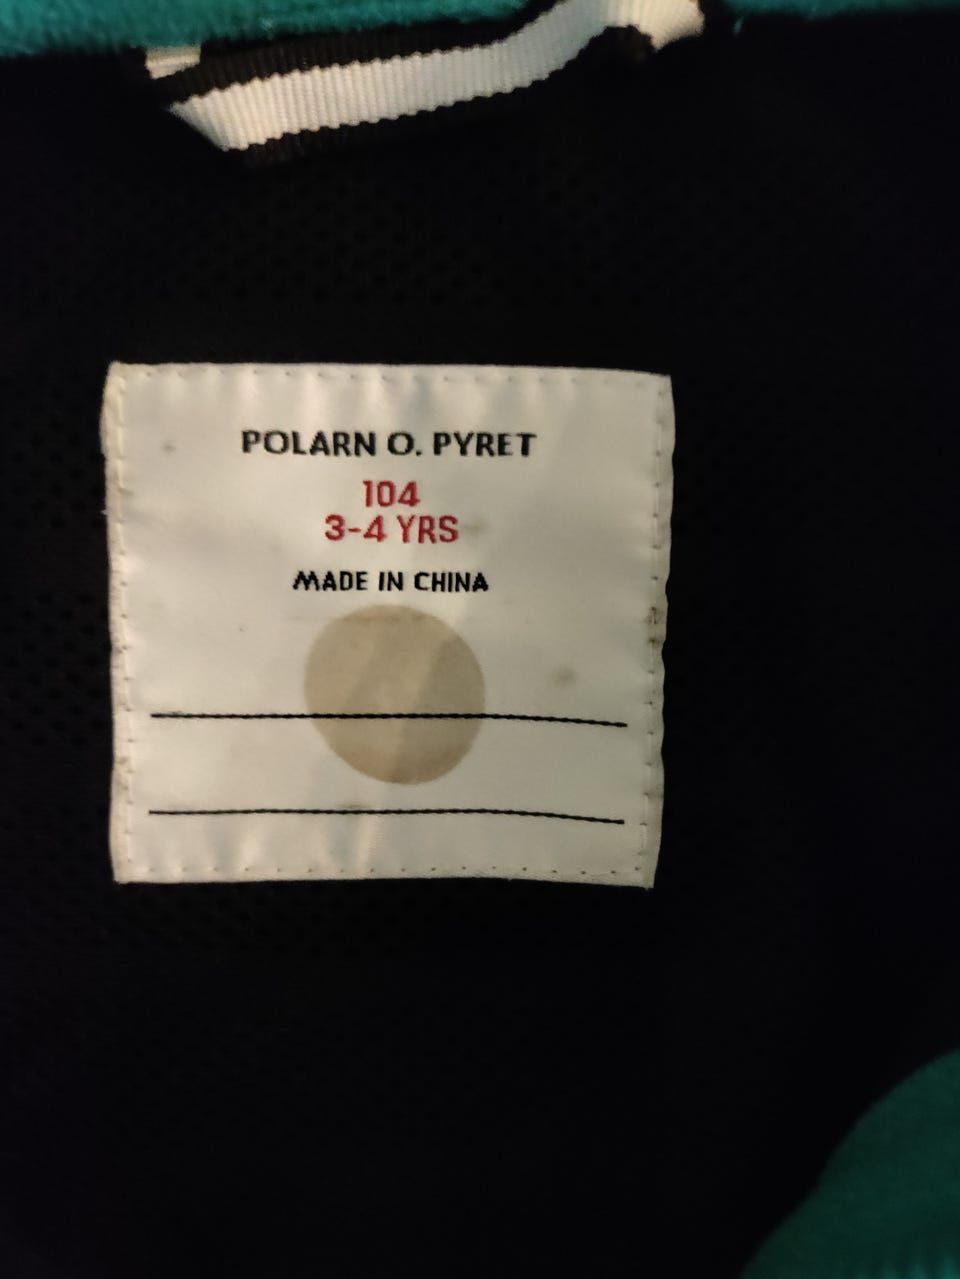 POLARN O. PYRET
104
3-4 YRS
MADE IN CHINA